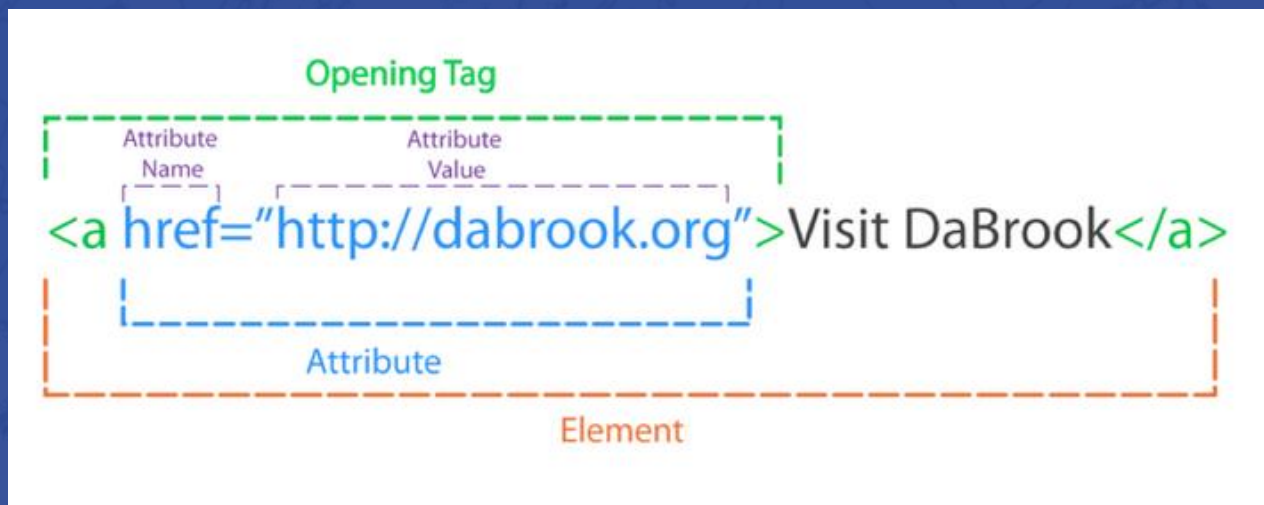 Opening Tag
Attribute
Name
Attribute
Value
<a href=”http://dabrook.org”>Visit DaBrook</a>
Attribute
Element